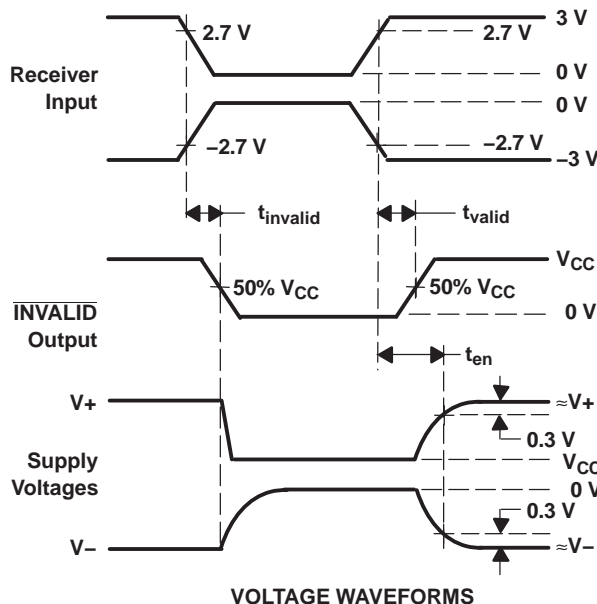 3 V
2.7 V
2.7 V
Receiver
Input
0 V
0 V
−2.7 V
−2.7 V
−3 V
tinvalid
tvalid
VCC
50% VCC
50% VCC
INVALID
Output
0 V
ten
V+
≈V+
0.3 V
Supply
Voltages
VCC
0 V
0.3 V
V−
≈V−
VOLTAGE WAVEFORMS